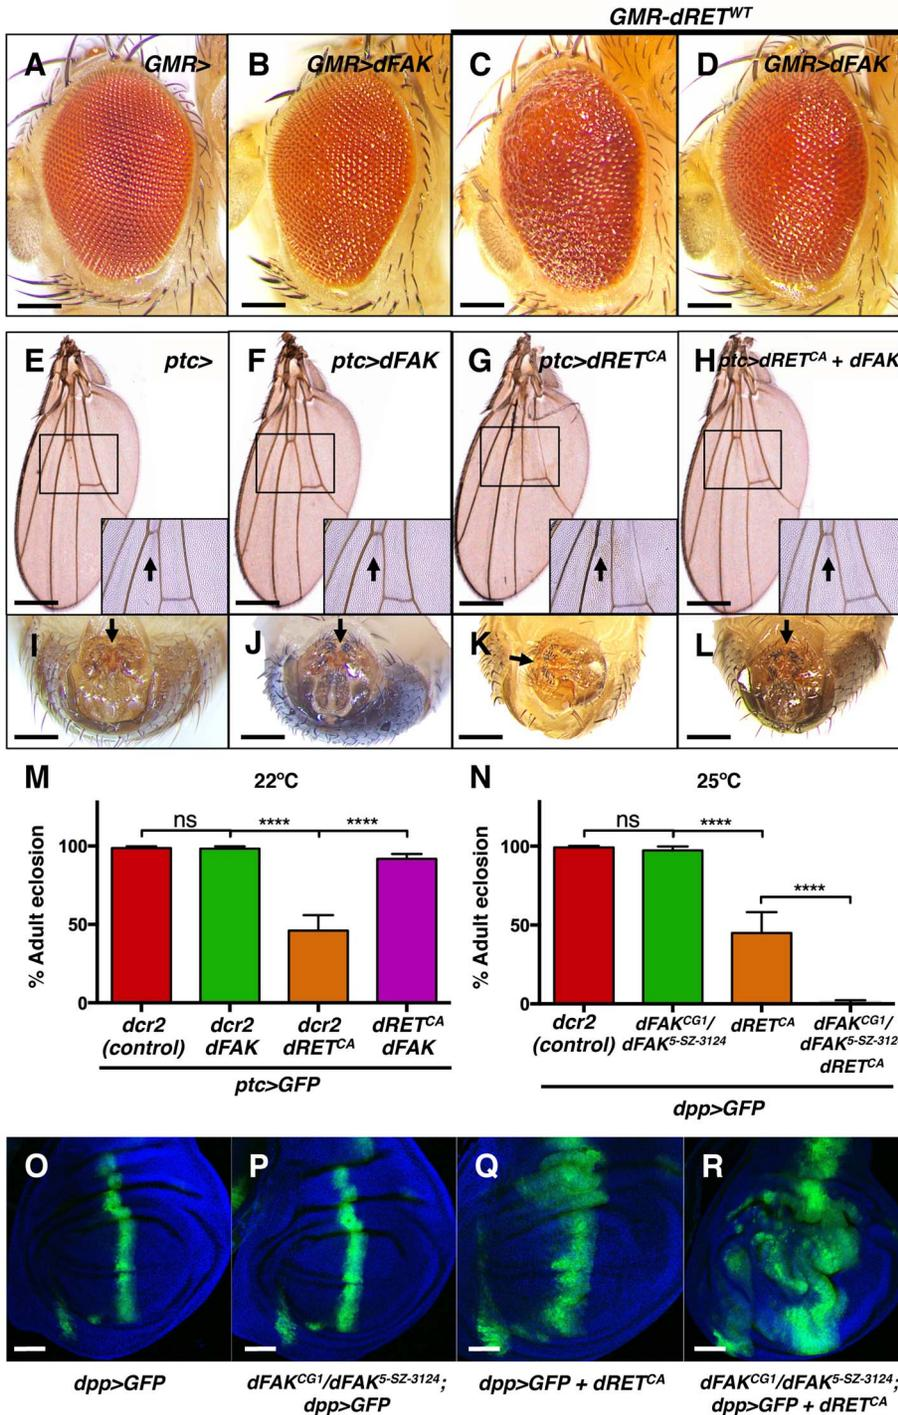 GMR-dRETᵂᵀ
A GMR>
B GMR>dFAK
C
D GMR>dFAK
E ptc>
F ptc>dFAK
G ptc>dRETᶜᴬ
H ptc>dRETᶜᴬ + dFAK
I
J
K
L
M 22ºC
% Adult eclosion
100
50
0
ns
****
****
dcr2
(control)
dcr2
dFAK
dcr2
dRETᶜᴬ
dRETᶜᴬ
dFAK
ptc>GFP
N 25ºC
% Adult eclosion
100
50
0
ns
****
****
dcr2
(control)
dFAKᶜᴳ¹/
dFAK⁵⁻ˢᶻ⁻³¹²⁴
dRETᶜᴬ
dFAKᶜᴳ¹/
dFAK⁵⁻ˢᶻ⁻³¹²
dRETᶜᴬ
dpp>GFP
O
P
Q
R
dpp>GFP
dFAKᶜᴳ¹/dFAK⁵⁻ˢᶻ⁻³¹²⁴;
dpp>GFP
dpp>GFP + dRETᶜᴬ
dFAKᶜᴳ¹/dFAK⁵⁻ˢᶻ⁻³¹²⁴;
dpp>GFP + dRETᶜᴬ